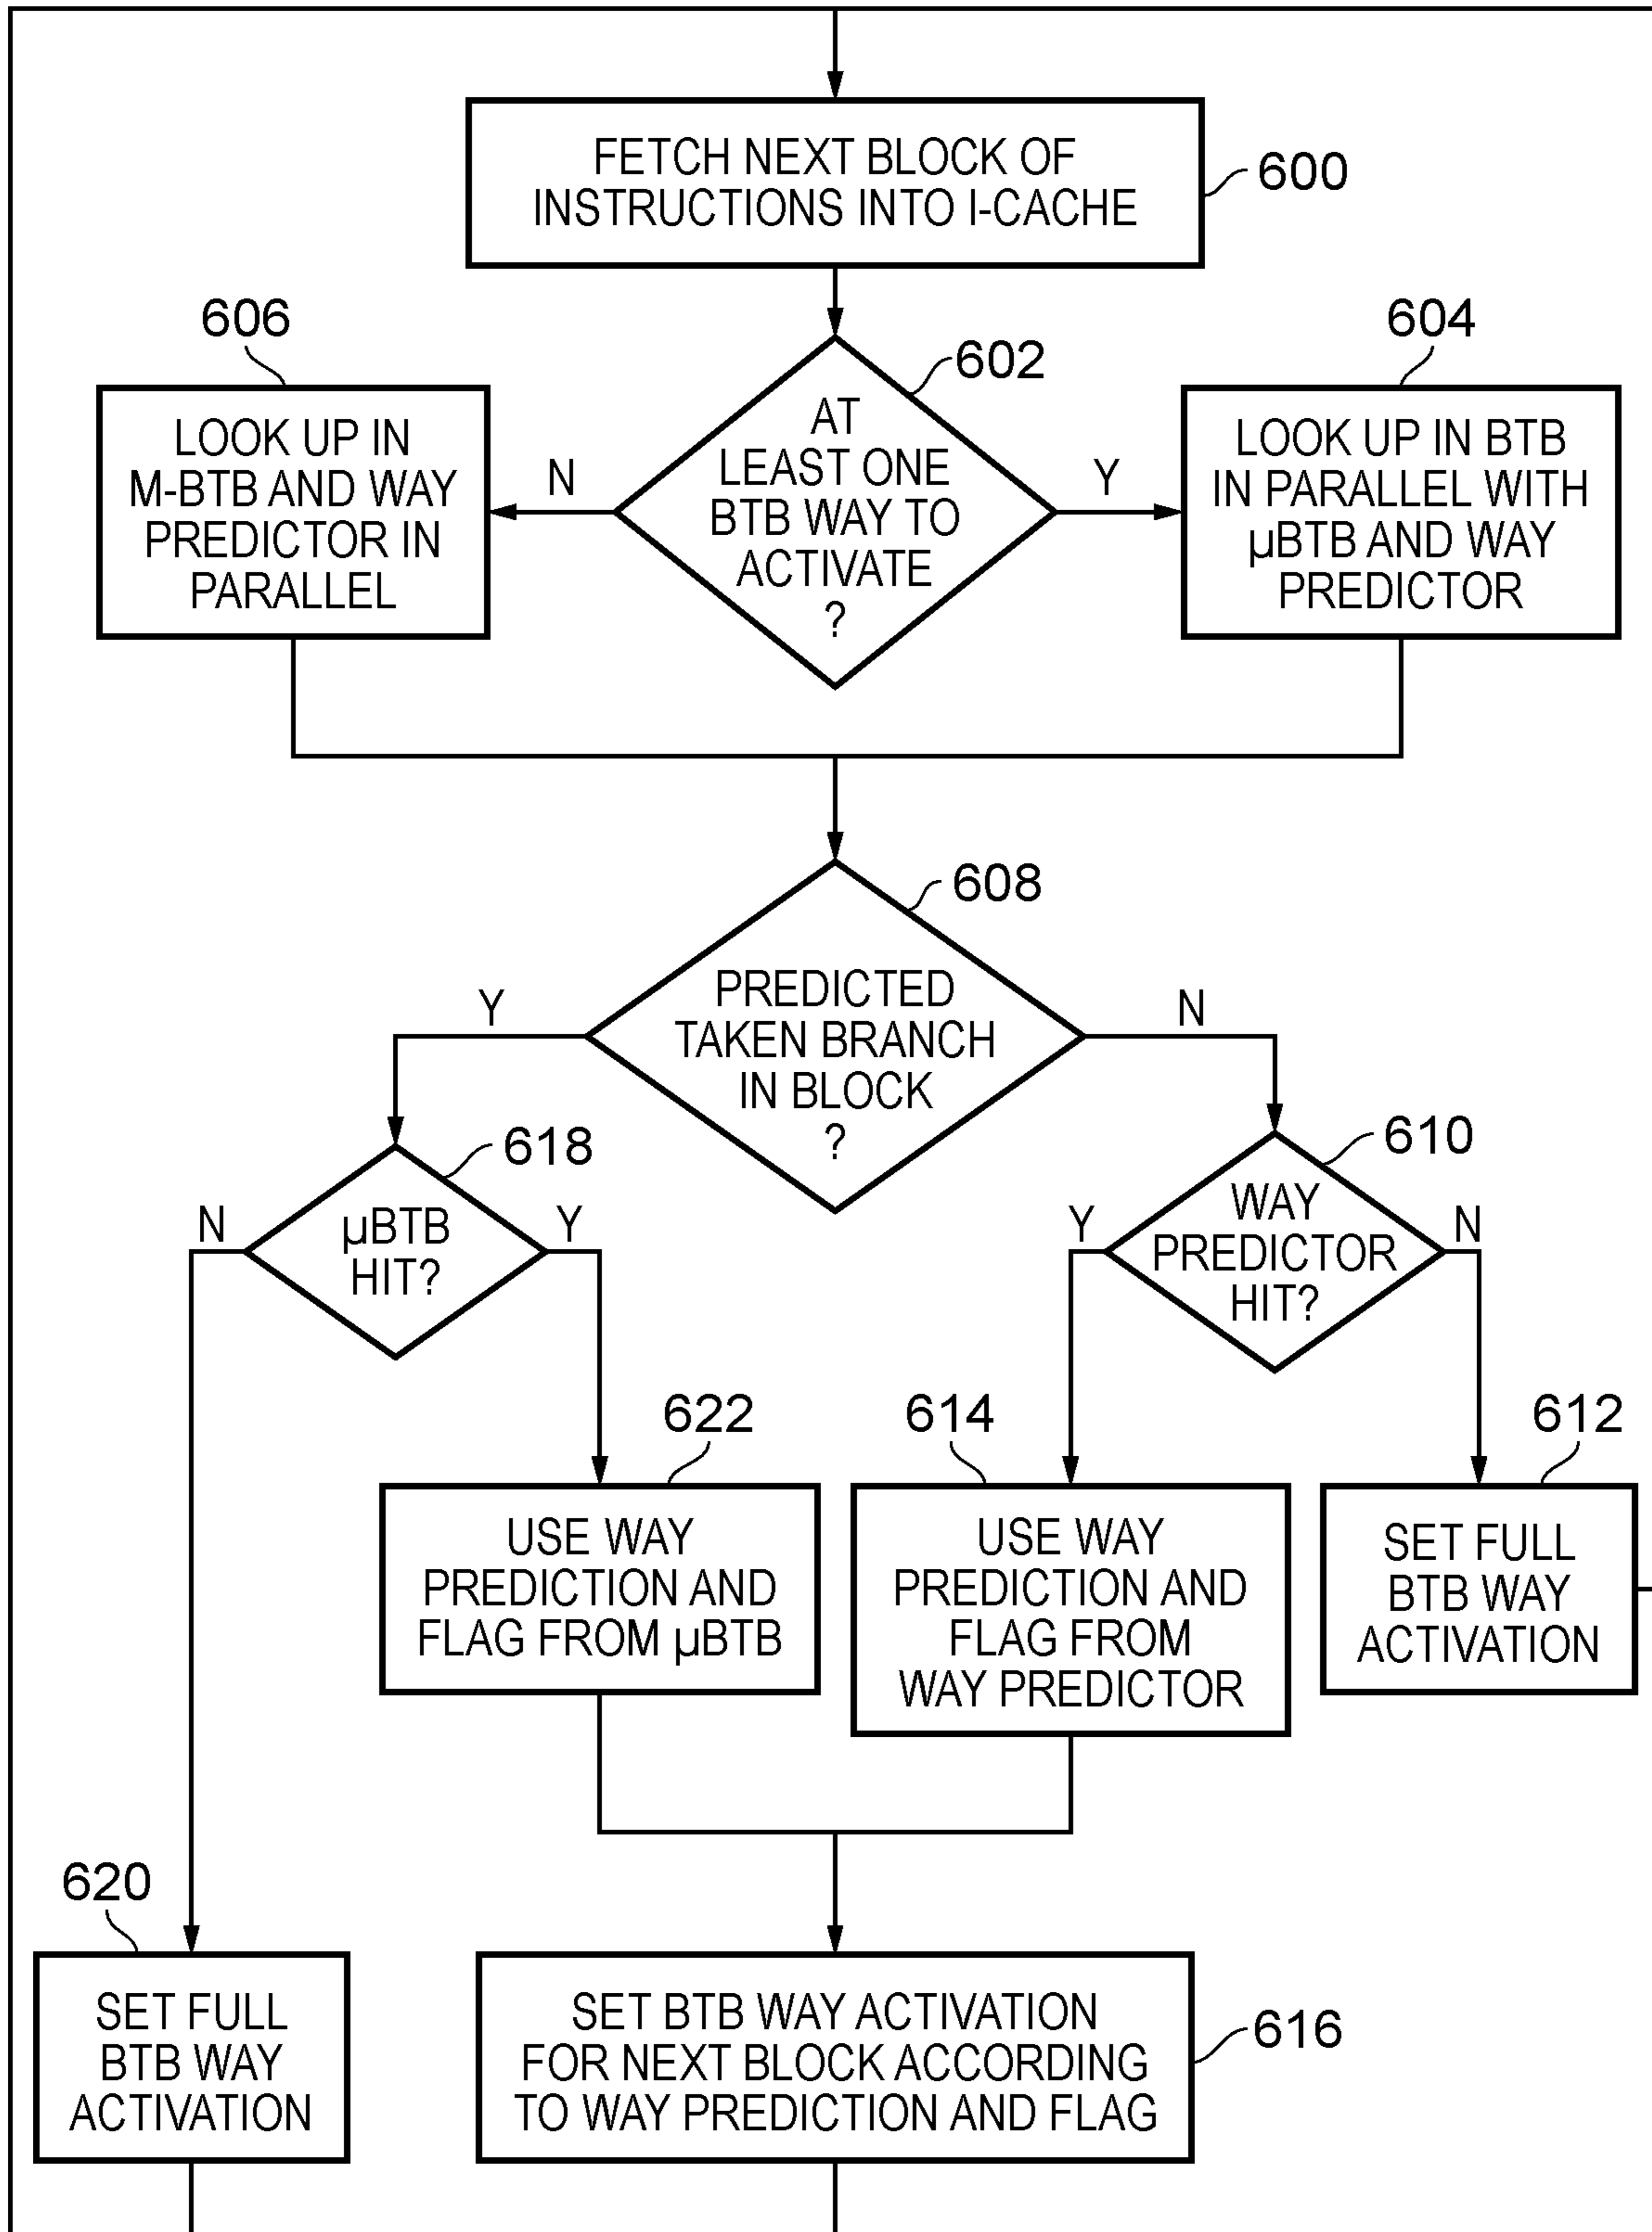 FETCH NEXT BLOCK OF
INSTRUCTIONS INTO I-CACHE
600
606
602
604
LOOK UP IN
M-BTB AND WAY
PREDICTOR IN
PARALLEL
N
AT
LEAST ONE
BTB WAY TO
ACTIVATE
?
Y
LOOK UP IN BTB
IN PARALLEL WITH
µBTB AND WAY
PREDICTOR
608
Y
PREDICTED
TAKEN BRANCH
IN BLOCK
?
N
618
610
N
µBTB
HIT?
Y
Y
WAY
PREDICTOR
HIT?
N
622
614
612
USE WAY
PREDICTION AND
FLAG FROM µBTB
USE WAY
PREDICTION AND
FLAG FROM
WAY PREDICTOR
SET FULL
BTB WAY
ACTIVATION
620
SET FULL
BTB WAY
ACTIVATION
SET BTB WAY ACTIVATION
FOR NEXT BLOCK ACCORDING
TO WAY PREDICTION AND FLAG
616